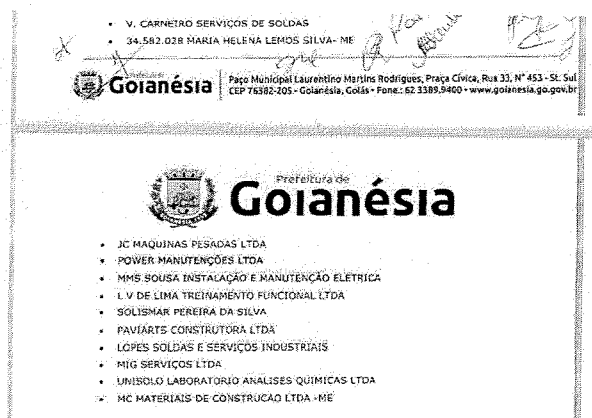 • V. CARNEIRO SERVIÇOS DE SOLDAS
• 34.582.028 MARIA HELENA LEMOS SILVA- ME
Goianésia
Paço Municipal Laurentino Martins Rodrigues, Praça Cívica, Rua 33, N° 453 - St. Sul
CEP 76382-205 - Goianésia, Goiás • Fone.: 62 3389.9400 • www.goianesia.go.gov.br
Prefeitura de
Goianésia
• JC MAQUINAS PESADAS LTDA
• POWER MANUTENÇÕES LTDA
• MMS SOUSA INSTALAÇÃO E MANUTENÇÃO ELETRICA
• L V DE LIMA TREINAMENTO FUNCIONAL LTDA
• SOLISMAR PEREIRA DA SILVA
• PAVIARTS CONSTRUTORA LTDA
• LOPES SOLDAS E SERVIÇOS INDUSTRIAIS
• MIG SERVIÇOS LTDA
• UNISOLO LABORATORIO ANALISES QUIMICAS LTDA
• MC MATERIAIS DE CONSTRUCAO LTDA -ME